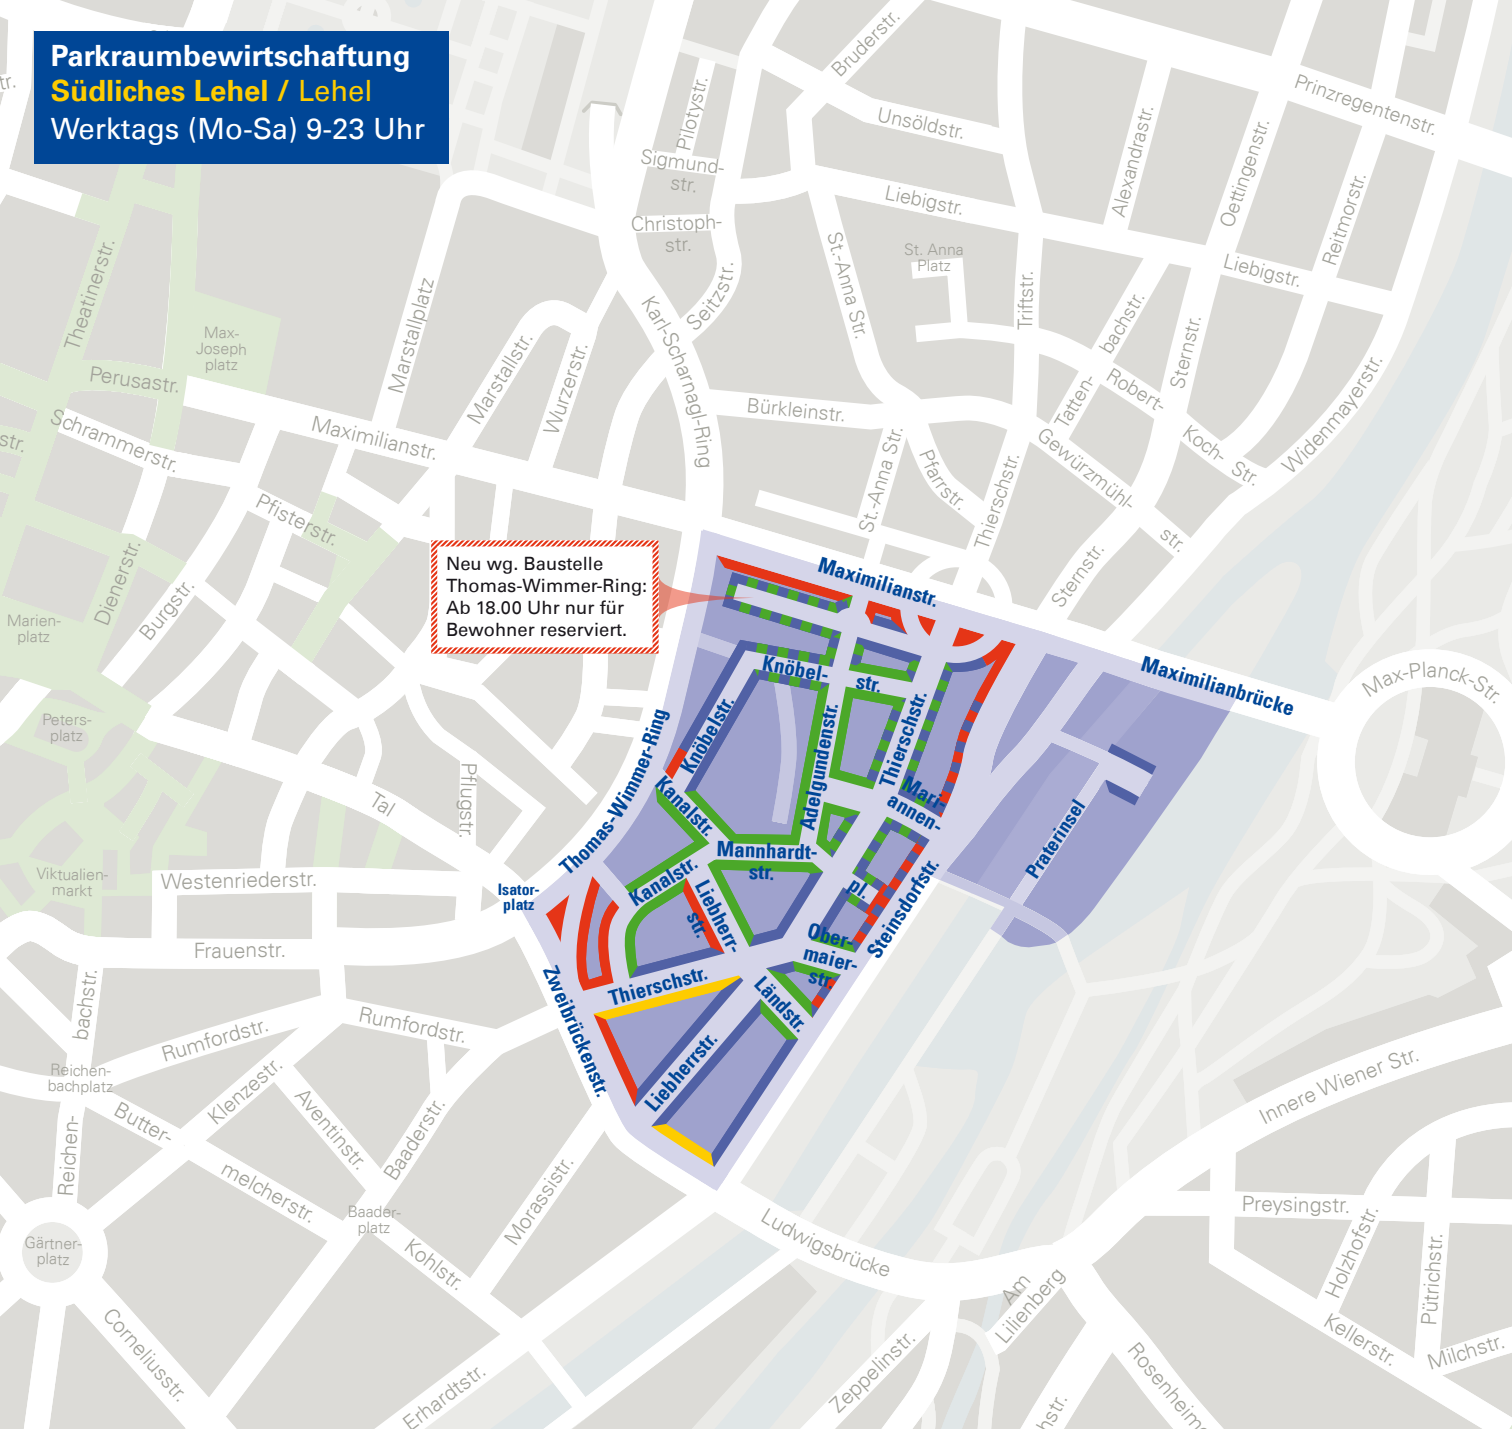 Parkraumbewirtschaftung
Südliches Lehel / Lehel
Werktags (Mo-Sa) 9-23 Uhr
tr.
Bruderstr.
Prinzregentenstr.
Pilotystr.
Unsöldstr.
Alexandrastr.
Oettingenstr.
Sigmund-
str.
Liebigstr.
Reitmorstr.
Christoph-
str.
St. Anna
Platz
Liebigstr.
Theatinerstr.
Marstallplatz
Seitzstr.
St.-Anna Str.
Triftstr.
bachstr.
Sternstr.
Max-
Joseph
platz
Karl-Scharnagl-Ring
Marstallstr.
Wurzerstr.
Perusastr.
Tatten-
Robert-
Koch-
Str.
Widenmayerstr.
Schrammerstr.
str.
Maximilianstr.
Bürkleinstr.
St.-Anna Str.
Pfarrstr.
Thierschstr.
Gewürzmühl-
str.
Pfisterstr.
Sternstr.
Dienerstr.
Burgstr.
Marien-
platz
Neu wg. Baustelle
Thomas-Wimmer-Ring:
Ab 18.00 Uhr nur für
Bewohner reserviert.
Maximilianstr.
Knöbel-
str.
Maximilianbrücke
Max-Planck-Str.
Peters-
platz
Knöbelstr.
Thomas-Wimmer-Ring
Adelgundenstr.
Thierschstr.
Mari-
annen-
pl.
Praterinsel
Pflugstr.
Tal
Kanalstr.
Mannhardt-
str.
Viktualien-
markt
Westenriederstr.
Isator-
platz
Kanalstr.
Liebherr-
str.
Steinsdorfstr.
Ober-
maier-
str.
Frauenstr.
Zweibrückenstr.
Thierschstr.
Ländstr.
bachstr.
Rumfordstr.
Rumfordstr.
Liebherrstr.
Reichen-
bachplatz
Klenzestr.
Innere Wiener Str.
Butter-
melcherstr.
Aventinstr.
Baaderstr.
Reichen-
Morassistr.
Baader-
platz
Preysingstr.
Gärtner-
platz
Kohlstr.
Ludwigsbrücke
Holzhofstr.
Pütrichstr.
Am
Lilienberg
Corneliusstr.
Kellerstr.
Milchstr.
Erhardtstr.
Zeppelinstr.
Rosenheim
hstr.